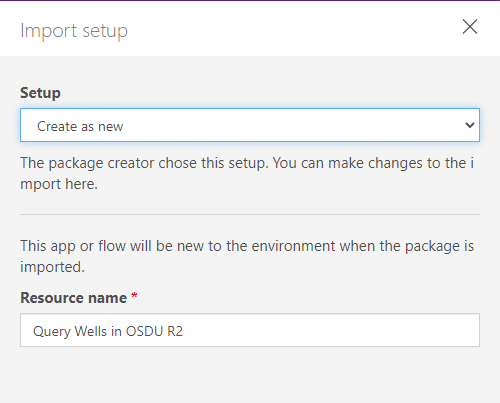 Import setup
Setup
Create as new
The package creator chose this setup. You can make changes to the i
mport here.
This app or flow will be new to the environment when the package is
imported.
Resource name *
Query Wells in OSDU R2